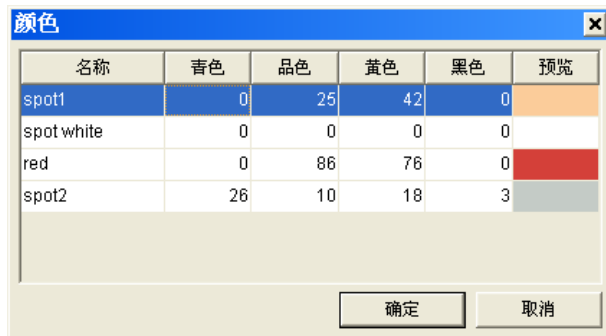 颜色
名称 青色 品色 黄色 黑色 预览
spot1 0 25 42 0
spot white 0 0 0 0
red 0 86 76 0
spot2 26 10 18 3
确定 取消